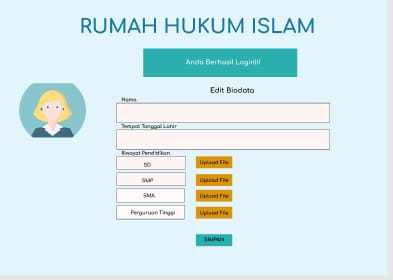 RUMAH HUKUM ISLAM
Anda Berhasil Login!!!
Edit Biodata
Nama
Tempat Tanggal Lahir
Riwayat Pendidikan
SD Upload File
SMP Upload File
SMA Upload File
Perguruan Tinggi Upload File
SIMPAN